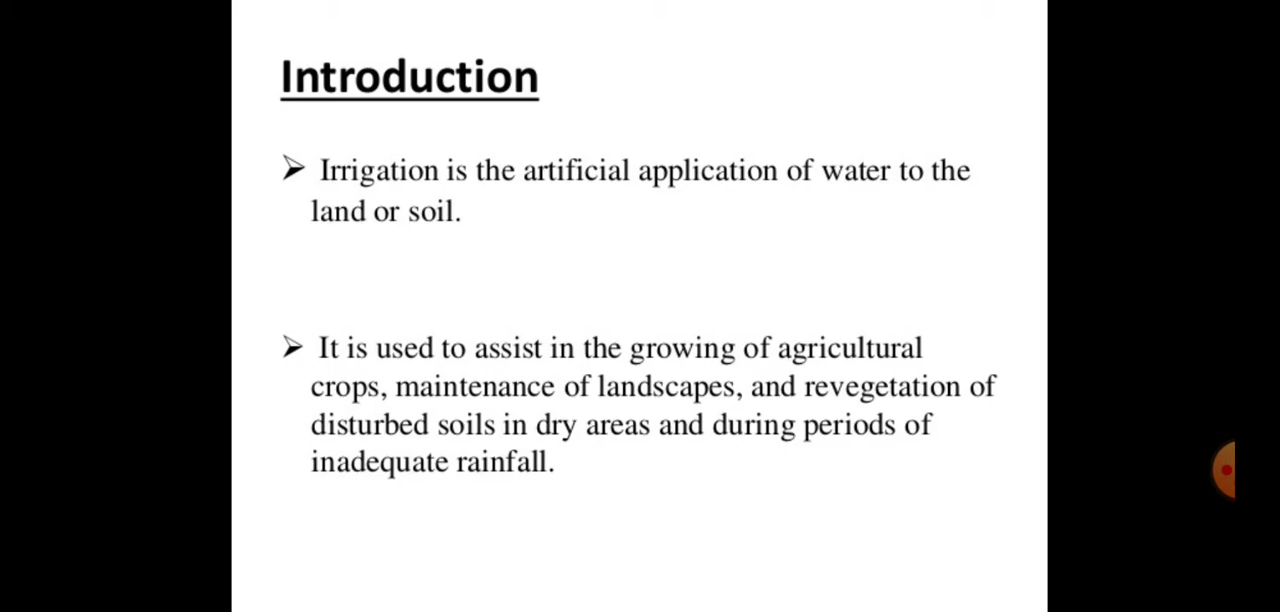 Introduction
➢ Irrigation is the artificial application of water to the
land or soil.
➢ It is used to assist in the growing of agricultural
crops, maintenance of landscapes, and revegetation of
disturbed soils in dry areas and during periods of
inadequate rainfall.